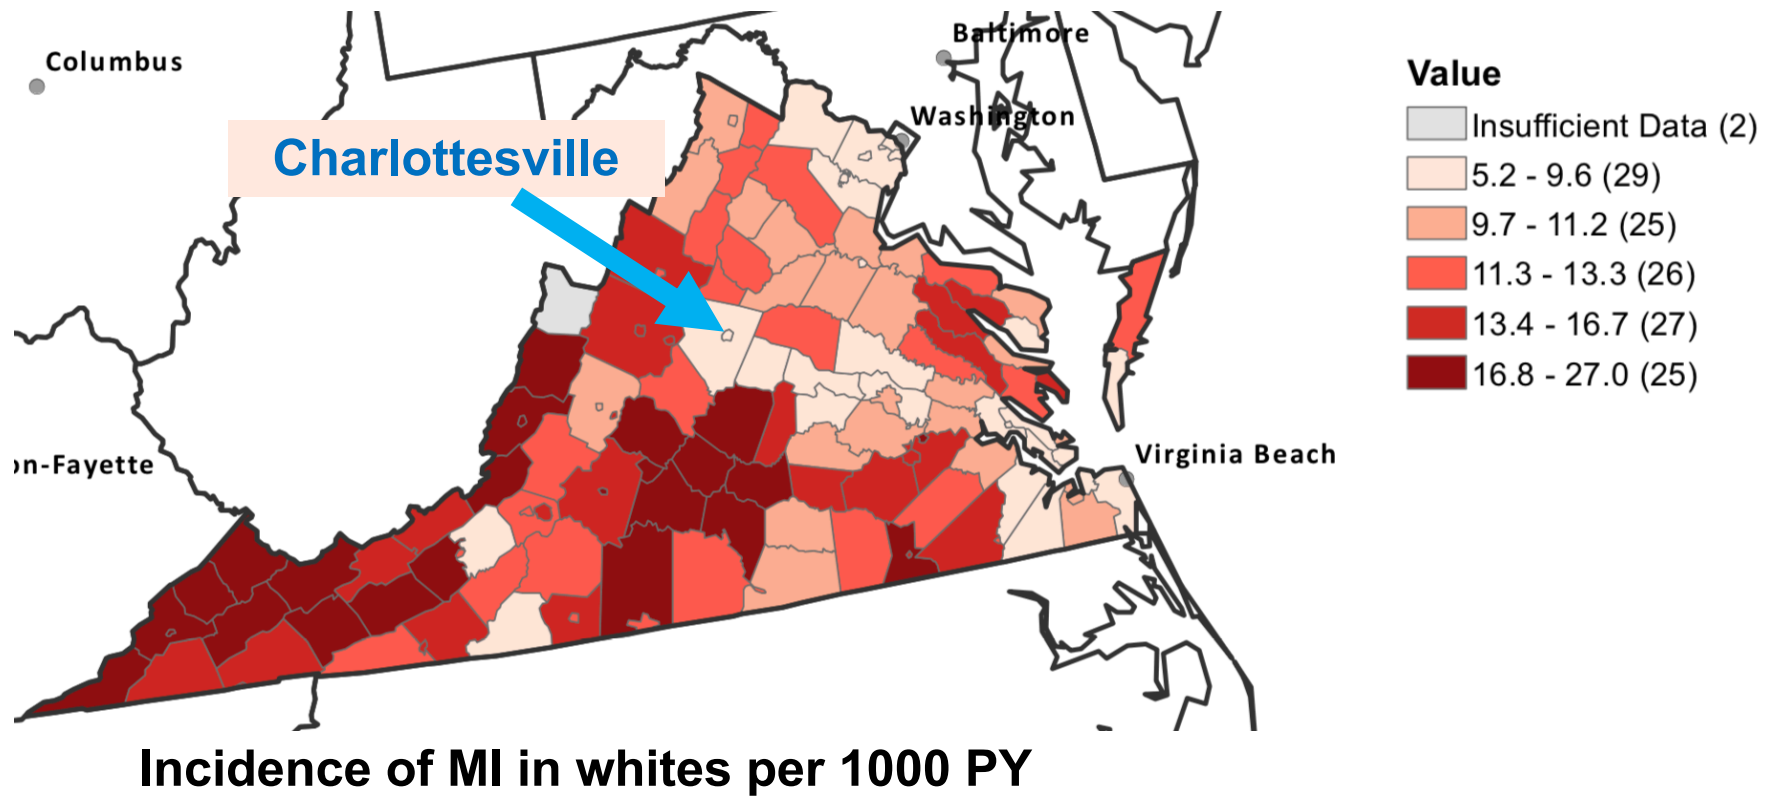 Columbus
Baltimore
Washington
Charlottesville
on-Fayette
Virginia Beach
Value
Insufficient Data (2)
5.2 - 9.6 (29)
9.7 - 11.2 (25)
11.3 - 13.3 (26)
13.4 - 16.7 (27)
16.8 - 27.0 (25)
Incidence of MI in whites per 1000 PY